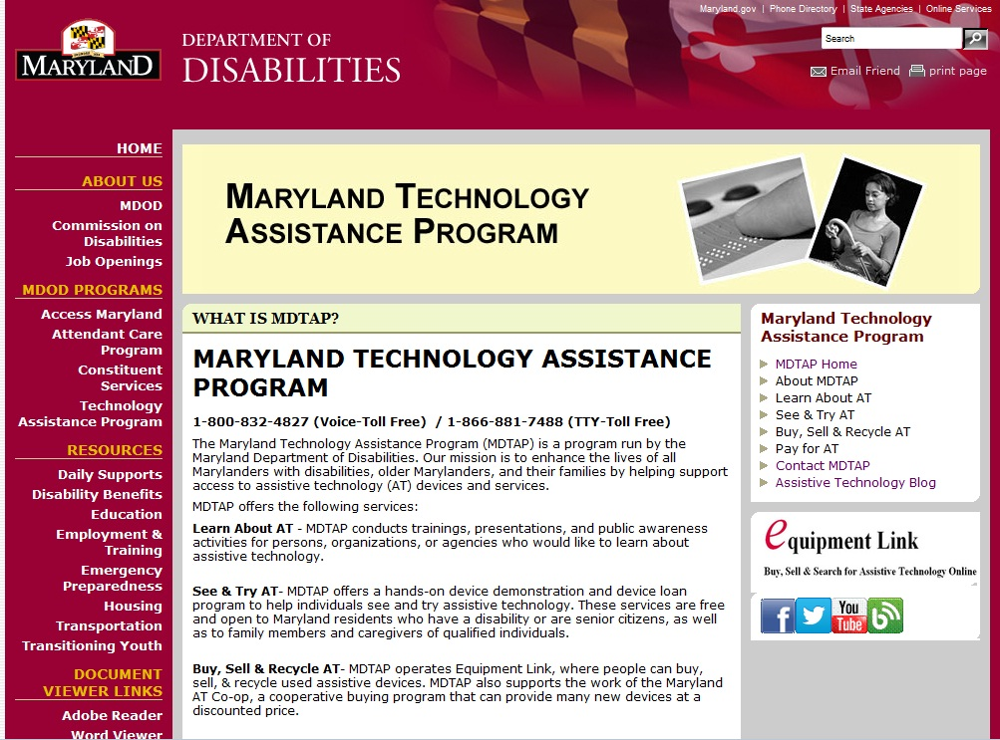 Maryland.gov | Phone Directory | State Agencies | Online Services
Search
Email Friend print page
MARYLAND
DEPARTMENT OF
DISABILITIES
HOME
ABOUT US
MDOD
Commission on
Disabilities
Job Openings
MDOD PROGRAMS
Access Maryland
Attendant Care
Program
Constituent
Services
Technology
Assistance Program
RESOURCES
Daily Supports
Disability Benefits
Education
Employment &
Training
Emergency
Preparedness
Housing
Transportation
Transitioning Youth
DOCUMENT
VIEWER LINKS
Adobe Reader
Word Viewer
MARYLAND TECHNOLOGY
ASSISTANCE PROGRAM
WHAT IS MDTAP?
MARYLAND TECHNOLOGY ASSISTANCE
PROGRAM
1-800-832-4827 (Voice-Toll Free) / 1-866-881-7488 (TTY-Toll Free)
The Maryland Technology Assistance Program (MDTAP) is a program run by the
Maryland Department of Disabilities. Our mission is to enhance the lives of all
Marylanders with disabilities, older Marylanders, and their families by helping support
access to assistive technology (AT) devices and services.
MDTAP offers the following services:
Learn About AT - MDTAP conducts trainings, presentations, and public awareness
activities for persons, organizations, or agencies who would like to learn about
assistive technology.
See & Try AT- MDTAP offers a hands-on device demonstration and device loan
program to help individuals see and try assistive technology. These services are free
and open to Maryland residents who have a disability or are senior citizens, as well
as to family members and caregivers of qualified individuals.
Buy, Sell & Recycle AT- MDTAP operates Equipment Link, where people can buy,
sell, & recycle used assistive devices. MDTAP also supports the work of the Maryland
AT Co-op, a cooperative buying program that can provide many new devices at a
discounted price.
Maryland Technology
Assistance Program
MDTAP Home
About MDTAP
Learn About AT
See & Try AT
Buy, Sell & Recycle AT
Pay for AT
Contact MDTAP
Assistive Technology Blog
equipment Link
Buy, Sell & Search for Assistive Technology Online
f
You
Tube
b